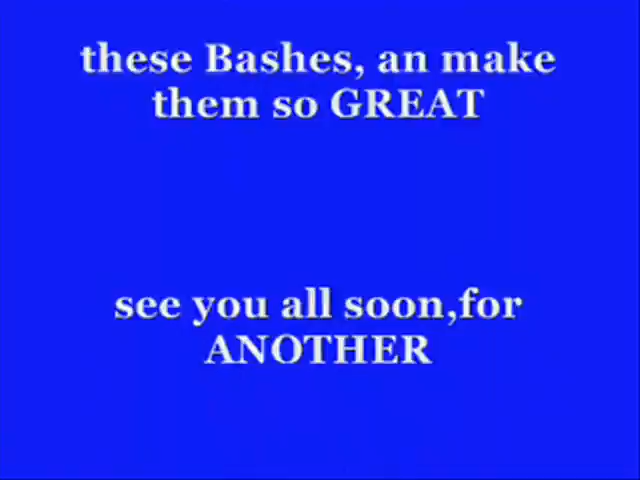 these Bashes, an make
them so GREAT
see you all soon,for
ANOTHER